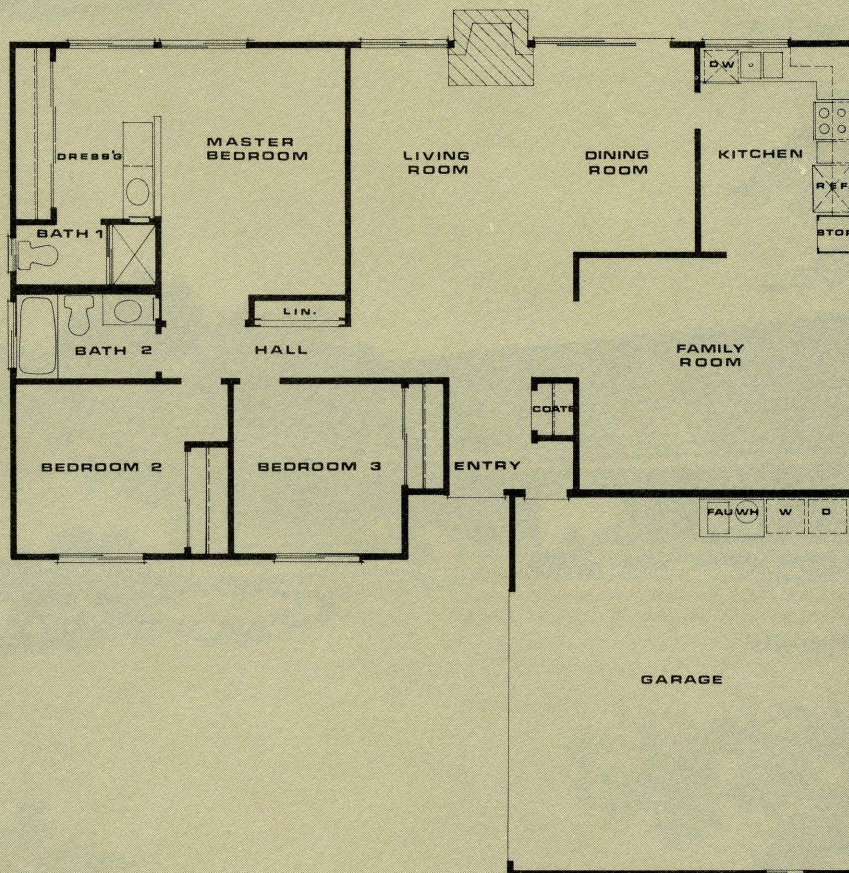 DW
MASTER
BEDROOM
DRESS'G
LIVING
ROOM
DINING
ROOM
KITCHEN
REF
STOR
BATH 1
LIN.
BATH 2
HALL
FAMILY
ROOM
COATS
BEDROOM 2
BEDROOM 3
ENTRY
FAU
WH
W
D
GARAGE